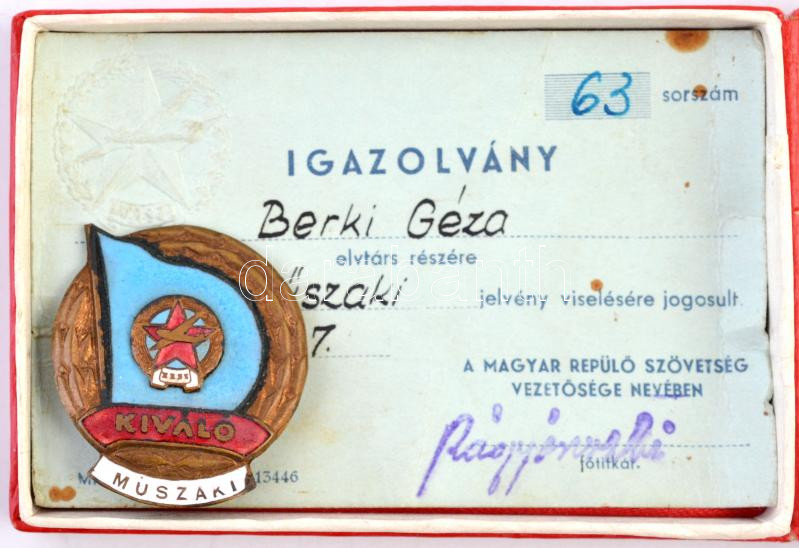 63 sorszám
IGAZOLVÁNY
Berki Géza
elvtárs részére
űszaki jelvény viselésére jogosult.
7.
A MAGYAR REPÜLŐ SZÖVETSÉG
VEZETŐSÉGE NEVÉBEN
főtitkár.
13446
KIVÁLÓ
MŰSZAKI
darabanth